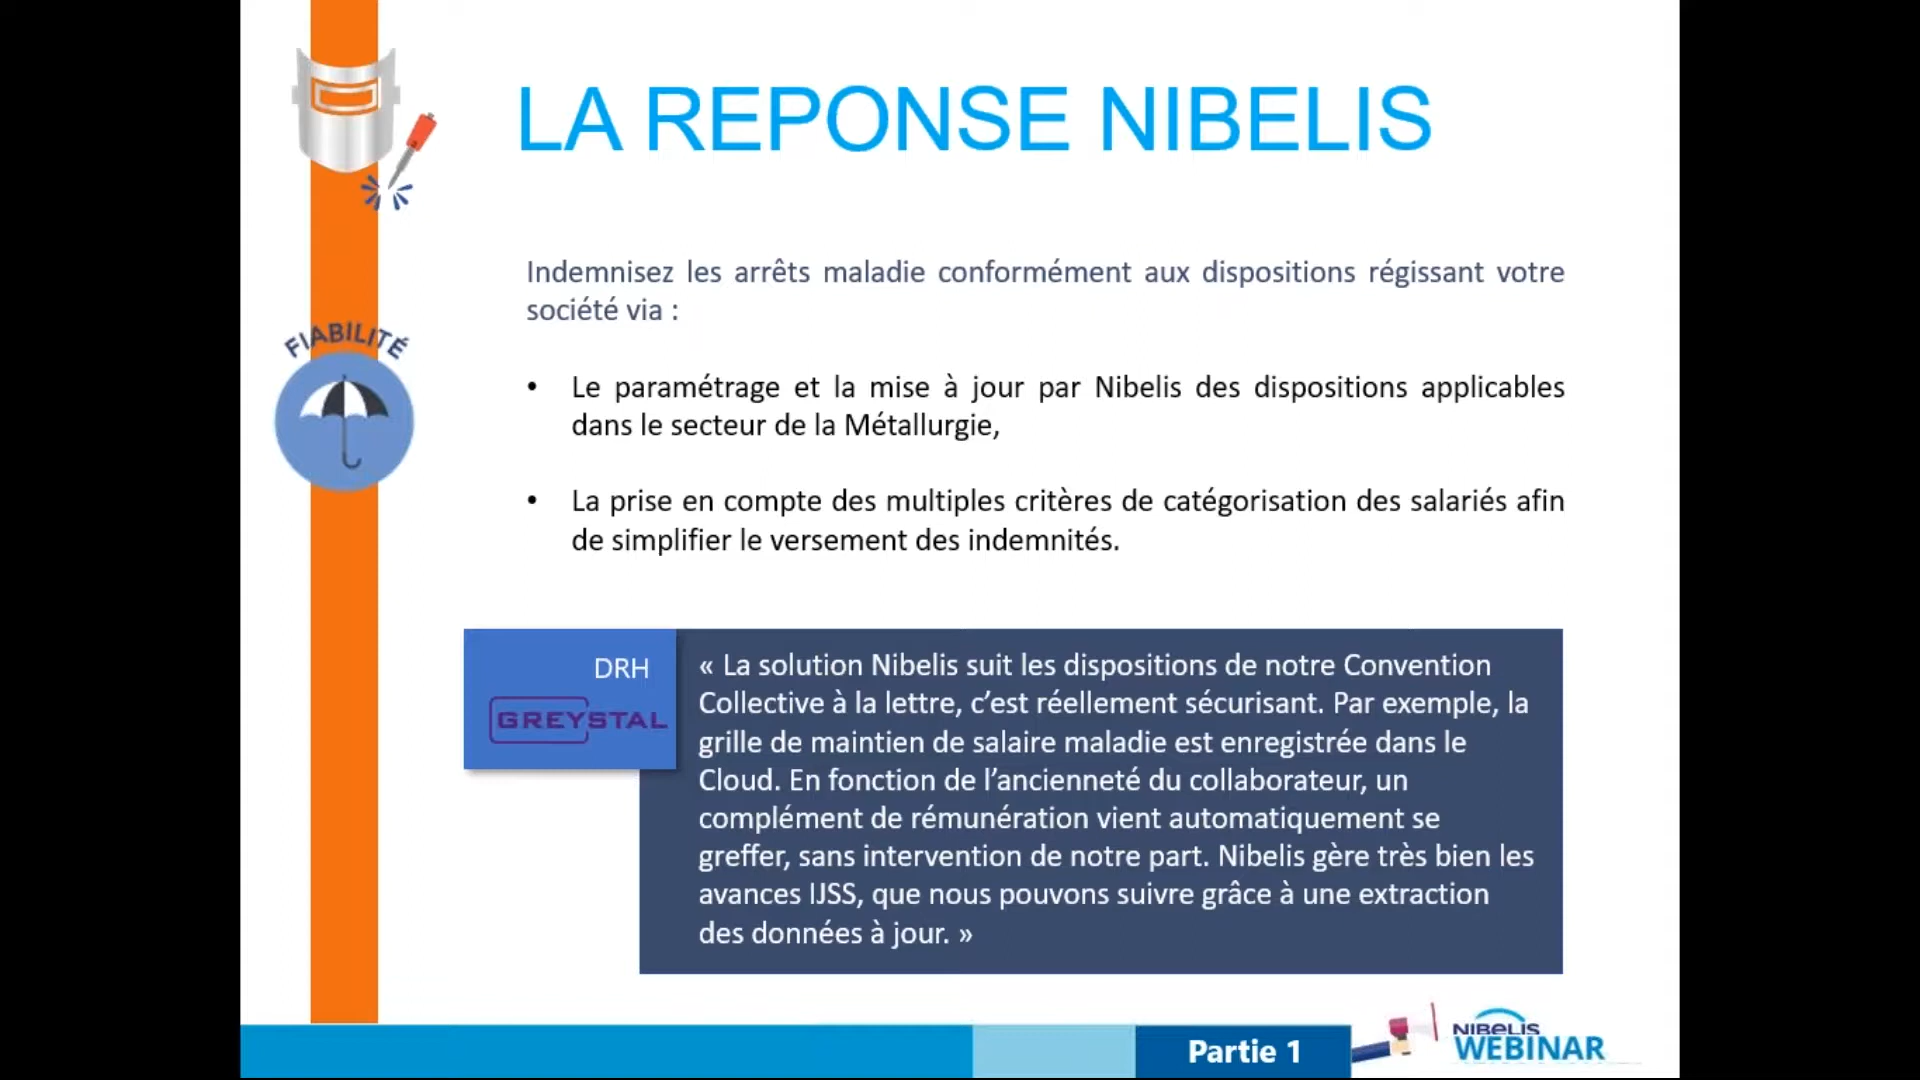 LA REPONSE NIBELIS
Indemnisez les arrêts maladie conformément aux dispositions régissant votre
société via :
FIABILITÉ
• Le paramétrage et la mise à jour par Nibelis des dispositions applicables
dans le secteur de la Métallurgie,
• La prise en compte des multiples critères de catégorisation des salariés afin
de simplifier le versement des indemnités.
DRH
GREYSTAL
« La solution Nibelis suit les dispositions de notre Convention
Collective à la lettre, c’est réellement sécurisant. Par exemple, la
grille de maintien de salaire maladie est enregistrée dans le
Cloud. En fonction de l’ancienneté du collaborateur, un
complément de rémunération vient automatiquement se
greffer, sans intervention de notre part. Nibelis gère très bien les
avances IJSS, que nous pouvons suivre grâce à une extraction
des données à jour. »
Partie 1
NIBELIS
WEBINAR